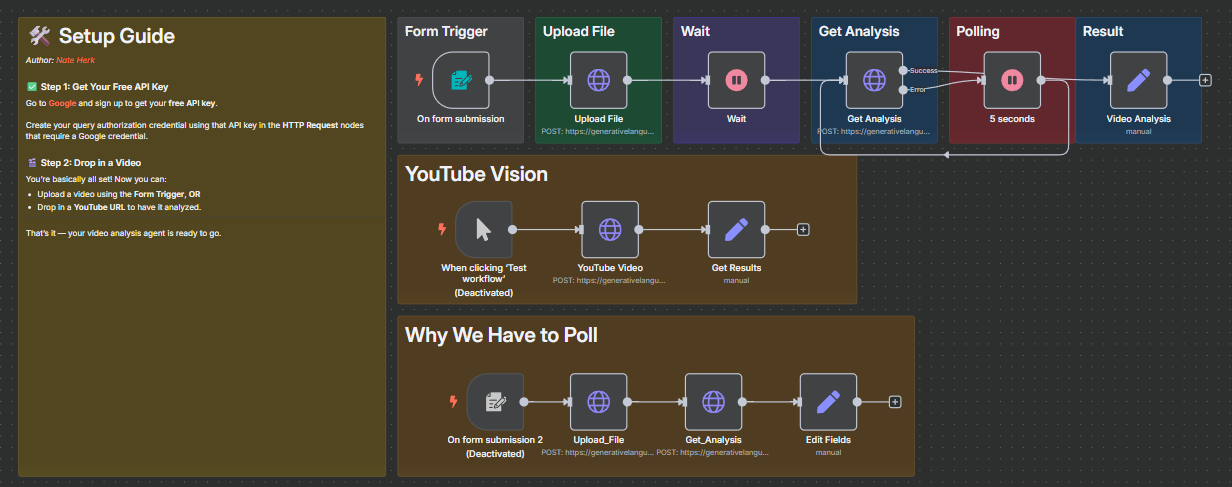 🛠️ Setup Guide
Author: Nate Herk
✅ Step 1: Get Your Free API Key
Go to Google and sign up to get your free API key.
Create your query authorization credential using that API key in the HTTP Request nodes
that require a Google credential.
Step 2: Drop in a Video
You're basically all set! Now you can:
• Upload a video using the Form Trigger, OR
• Drop in a YouTube URL to have it analyzed.
That's it — your video analysis agent is ready to go.
Form Trigger
On form submission
Upload File
Upload File
POST: https://generativelangu...
Wait
Wait
Get Analysis
Success
Error
Get Analysis
POST: https://generativelangu...
Polling
5 seconds
Result
Video Analysis
manual
YouTube Vision
When clicking 'Test
workflow'
(Deactivated)
YouTube Video
POST: https://generativelangu...
Get Results
manual
Why We Have to Poll
On form submission 2
(Deactivated)
Upload_File
POST: https://generativelangu...
Get_Analysis
POST: https://generativelangu...
Edit Fields
manual